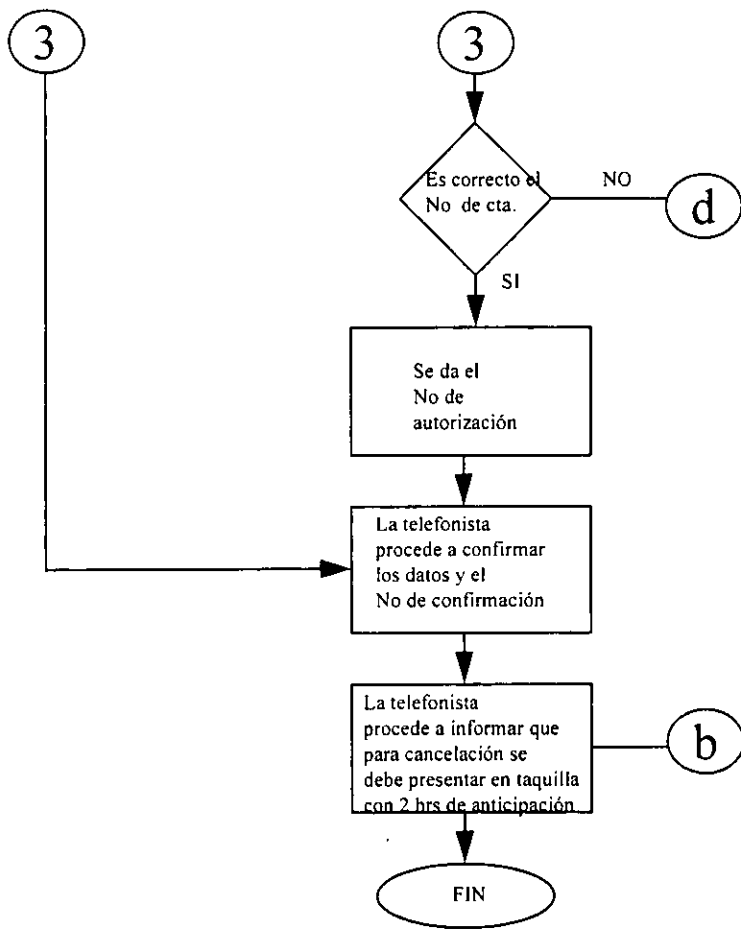 3
3
Es correcto el
No de cta.
NO
d
SI
Se da el
No de
autorización
La telefonista
procede a confirmar
los datos y el
No de confirmación
La telefonista
procede a informar que
para cancelación se
debe presentar en taquilla
con 2 hrs de anticipación
b
FIN